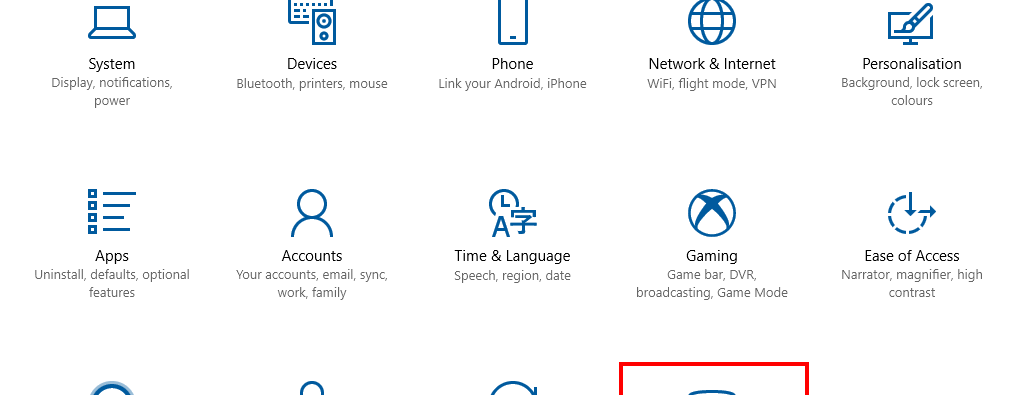 System
Devices
Phone
Network & Internet
Personalisation
Display, notifications,
power
Bluetooth, printers, mouse
Link your Android, iPhone
WiFi, flight mode, VPN
Background, lock screen,
colours
A字
Apps
Accounts
Time & Language
Gaming
Ease of Access
Uninstall, defaults, optional
features
Your accounts, email, sync,
work, family
Speech, region, date
Game bar, DVR,
broadcasting, Game Mode
Narrator, magnifier, high
contrast